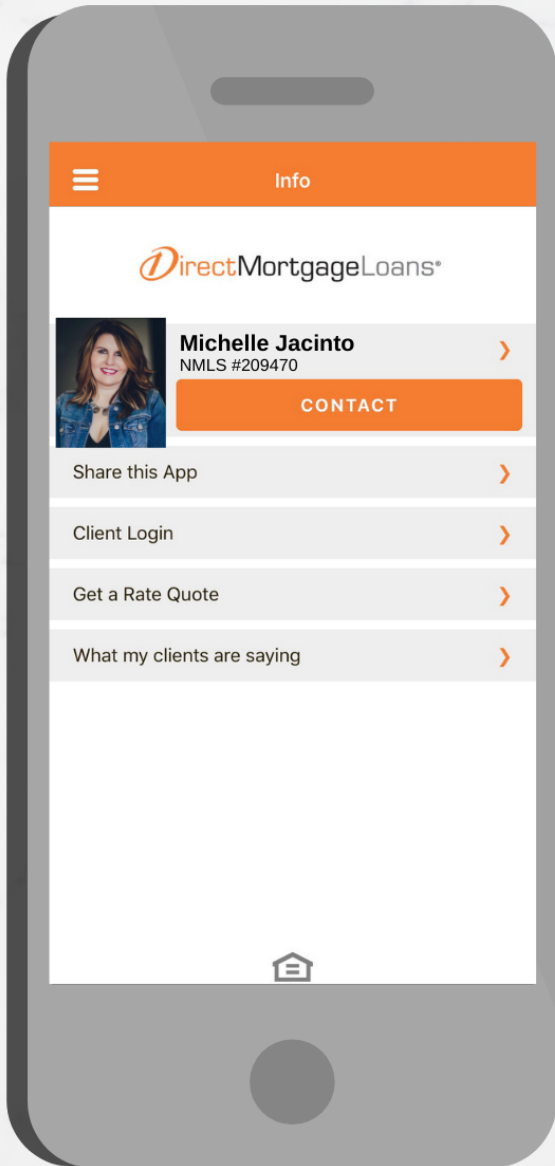 Info
DirectMortgageLoans®
Michelle Jacinto
NMLS #209470
CONTACT
Share this App
Client Login
Get a Rate Quote
What my clients are saying